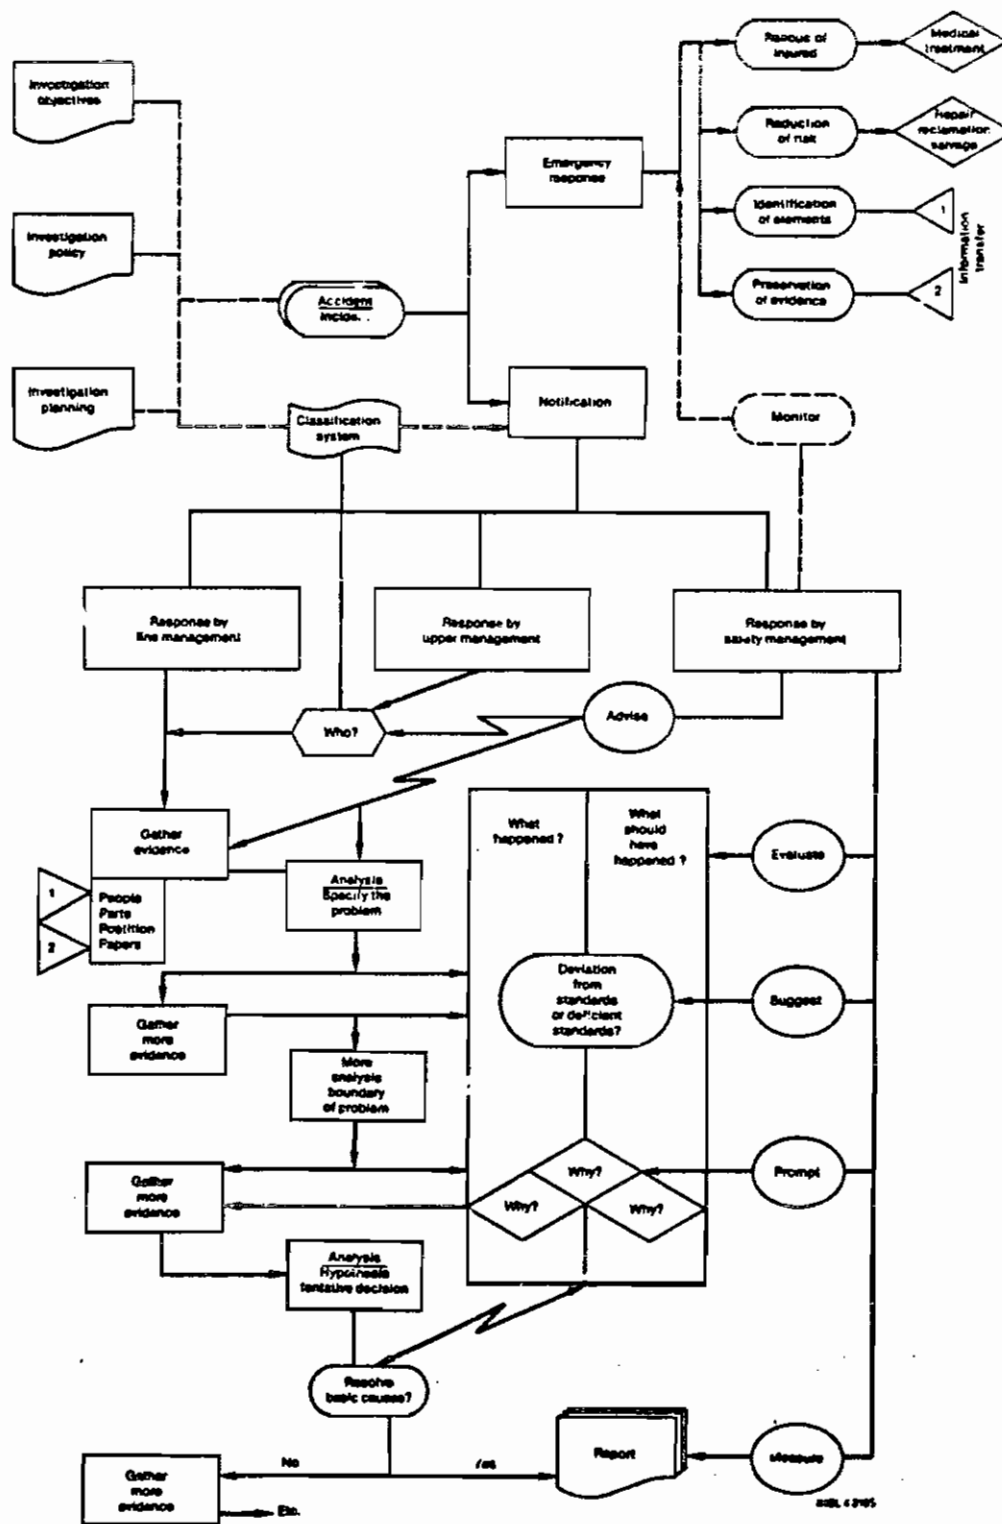 Investigation
objectives
Investigation
policy
Investigation
planning
Accident
Incide...
Classification
system
Emergency
response
Notification
Rescue of
injured
Medical
treatment
Reduction
of risk
Repair
reclamation
salvage
Identification
of elements
1
Preservation
of evidence
2
Information
transfer
Monitor
Response by
line management
Response by
upper management
Response by
safety management
Who?
Advise
Gather
evidence
1
2
People
Parts
Postition
Papers
Analysis
Specify the
problem
What
happened ?
What
should
have
happened ?
Evaluate
Deviation
from
standards
or deficient
standards?
Suggest
Gather
more
evidence
More
analysis
boundary
of problem
Gather
more
evidence
Why?
Why?
Why?
Prompt
Analysis
Hypothesis
tentative decision
Resolve
basic causes?
No
Yes
Report
Measure
Gather
more
evidence
Etc.